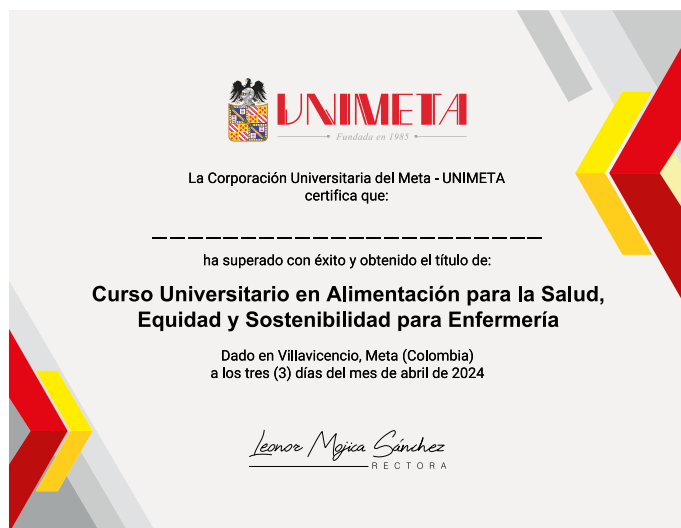 UNIMETA
Fundada en 1985
La Corporación Universitaria del Meta - UNIMETA
certifica que:
ha superado con éxito y obtenido el título de:
Curso Universitario en Alimentación para la Salud,
Equidad y Sostenibilidad para Enfermería
Dado en Villavicencio, Meta (Colombia)
a los tres (3) días del mes de abril de 2024
Leonor Mojica Sánchez
RECTORA